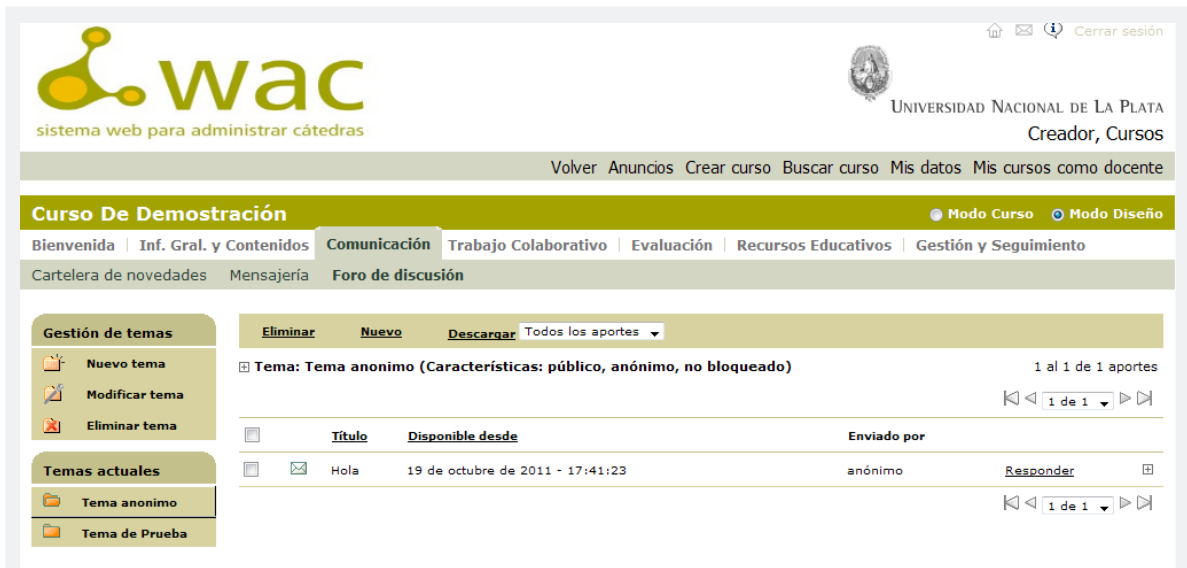 Cerrar sesión
wac
sistema web para administrar cátedras
UNIVERSIDAD NACIONAL DE LA PLATA
Creador, Cursos
Volver Anuncios Crear curso Buscar curso Mis datos Mis cursos como docente
Curso De Demostración Modo Curso Modo Diseño
Bienvenida | Inf. Gral. y Contenidos Comunicación Trabajo Colaborativo | Evaluación | Recursos Educativos | Gestión y Seguimiento
Cartelera de novedades Mensajería Foro de discusión
Gestión de temas
Nuevo tema
Modificar tema
Eliminar tema
Temas actuales
Tema anonimo
Tema de Prueba
Eliminar Nuevo Descargar Todos los aportes
Tema: Tema anonimo (Características: público, anónimo, no bloqueado) 1 al 1 de 1 aportes
1 de 1
Título Disponible desde Enviado por
Hola 19 de octubre de 2011 - 17:41:23 anónimo Responder
1 de 1